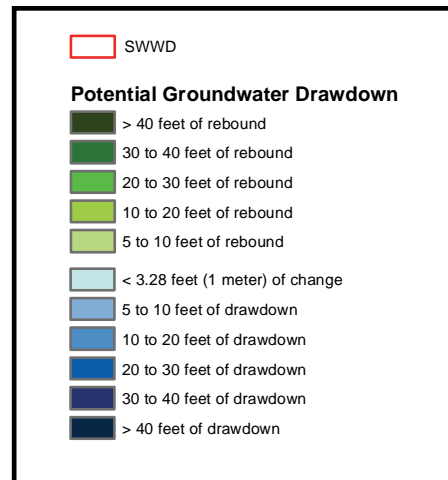 SWWD
Potential Groundwater Drawdown
> 40 feet of rebound
30 to 40 feet of rebound
20 to 30 feet of rebound
10 to 20 feet of rebound
5 to 10 feet of rebound
< 3.28 feet (1 meter) of change
5 to 10 feet of drawdown
10 to 20 feet of drawdown
20 to 30 feet of drawdown
30 to 40 feet of drawdown
> 40 feet of drawdown